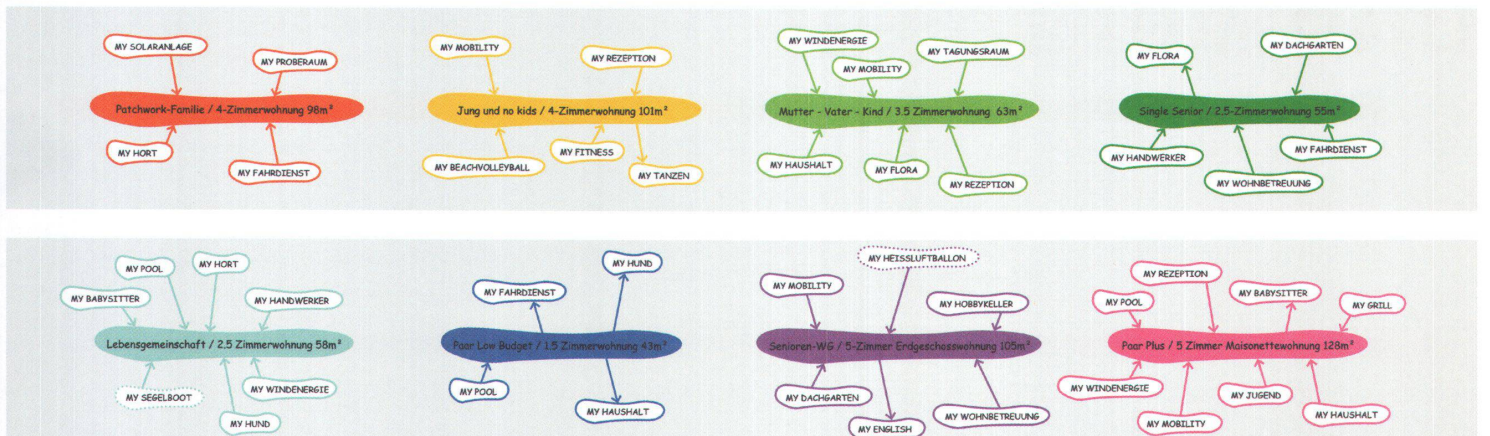 MY SOLARANLAGE
MY PROBERAUM
Patchwork-Familie / 4-Zimmerwohnung 98m²
MY HORT
MY FAHRDIENST
MY MOBILITY
MY REZEPTION
Jung und no kids / 4-Zimmerwohnung 101m²
MY BEACHVOLLEYBALL
MY FITNESS
MY TANZEN
MY WINDENERGIE
MY MOBILITY
MY TAGUNGSRAUM
Mutter - Vater - Kind / 3.5 Zimmerwohnung 63m²
MY HAUSHALT
MY FLORA
MY REZEPTION
MY FLORA
MY DACHGARTEN
Single Senior / 2,5-Zimmerwohnung 55m²
MY HANDWERKER
MY WOHNBETREUUNG
MY FAHRDIENST
MY BABYSITTER
MY POOL
MY HORT
MY HANDWERKER
Lebensgemeinschaft / 2,5 Zimmerwohnung 58m²
MY SEGELBOOT
MY HUND
MY WINDENERGIE
MY FAHRDIENST
MY HUND
Paar Low Budget / 1.5 Zimmerwohnung 43m²
MY POOL
MY HAUSHALT
MY MOBILITY
MY HEISSLUFTBALLON
MY HOBBYKELLER
Senioren-WG / 5-Zimmer Erdgeschosswohnung 105m²
MY DACHGARTEN
MY ENGLISH
MY WOHNBETREUUNG
MY POOL
MY REZEPTION
MY BABYSITTER
MY GRILL
Paar Plus / 5 Zimmer Maisonettewohnung 128m²
MY WINDENERGIE
MY MOBILITY
MY JUGEND
MY HAUSHALT